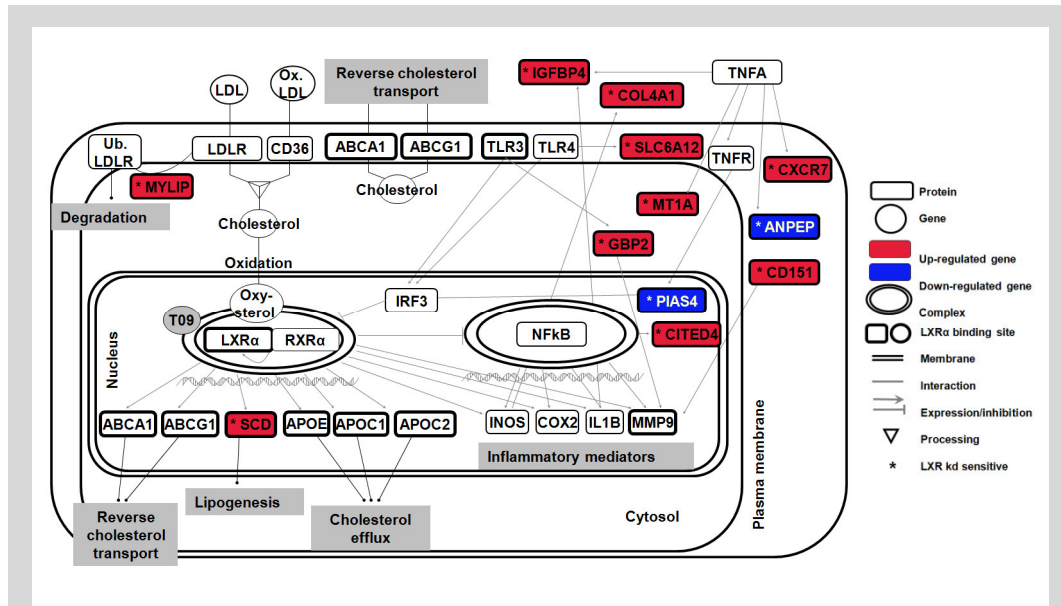 Ox.
LDL
LDL
Reverse cholesterol
transport
* IGFBP4
TNFA
* COL4A1
Ub.
LDLR
LDLR
CD36
ABCA1
ABCG1
TLR3
TLR4
* SLC6A12
TNFR
* CXCR7
* MYLIP
Cholesterol
Degradation
* MT1A
Cholesterol
* ANPEP
* GBP2
Oxidation
* CD151
Oxy-
sterol
IRF3
* PIAS4
T09
LXRα
RXRα
NFkB
* CITED4
Nucleus
ABCA1
ABCG1
* SCD
APOE
APOC1
APOC2
INOS
COX2
IL1B
MMP9
Inflammatory mediators
Lipogenesis
Reverse
cholesterol
transport
Cholesterol
efflux
Cytosol
Plasma membrane
Protein
Gene
Up-regulated gene
Down-regulated gene
Complex
LXRα binding site
Membrane
Interaction
Expression/inhibition
Processing
* LXR kd sensitive